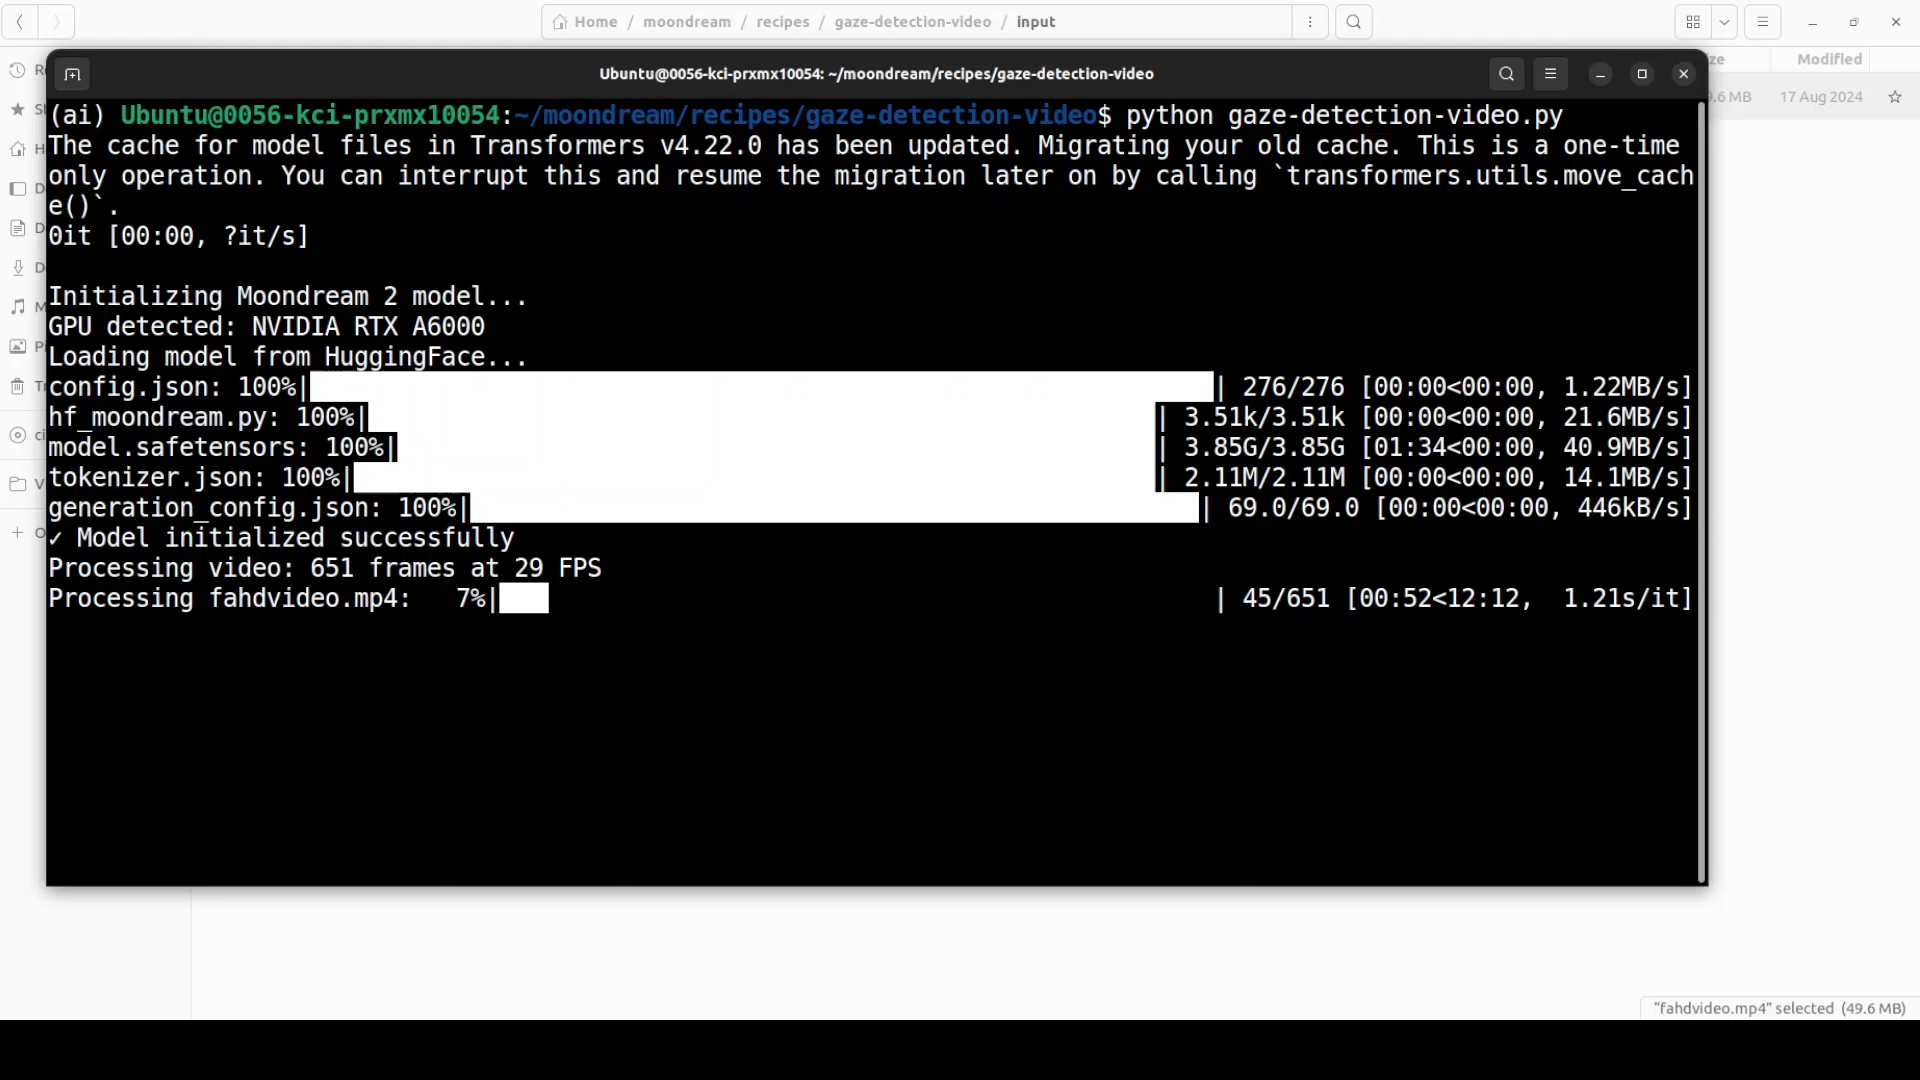 Home / moondream / recipes / gaze-detection-video / input
ze Modified
9.6 MB 17 Aug 2024
Ubuntu@0056-kci-prxmx10054: ~/moondream/recipes/gaze-detection-video
(ai) Ubuntu@0056-kci-prxmx10054:~/moondream/recipes/gaze-detection-video$ python gaze-detection-video.py
The cache for model files in Transformers v4.22.0 has been updated. Migrating your old cache. This is a one-time
only operation. You can interrupt this and resume the migration later on by calling `transformers.utils.move_cach
e()`.
0it [00:00, ?it/s]
Initializing Moondream 2 model...
GPU detected: NVIDIA RTX A6000
Loading model from HuggingFace...
config.json: 100%| | 276/276 [00:00<00:00, 1.22MB/s]
hf_moondream.py: 100%| | 3.51k/3.51k [00:00<00:00, 21.6MB/s]
model.safetensors: 100%| | 3.85G/3.85G [01:34<00:00, 40.9MB/s]
tokenizer.json: 100%| | 2.11M/2.11M [00:00<00:00, 14.1MB/s]
generation_config.json: 100%| | 69.0/69.0 [00:00<00:00, 446kB/s]
✓ Model initialized successfully
Processing video: 651 frames at 29 FPS
Processing fahdvideo.mp4: 7%| | 45/651 [00:52<12:12, 1.21s/it]
“fahdvideo.mp4” selected (49.6 MB)